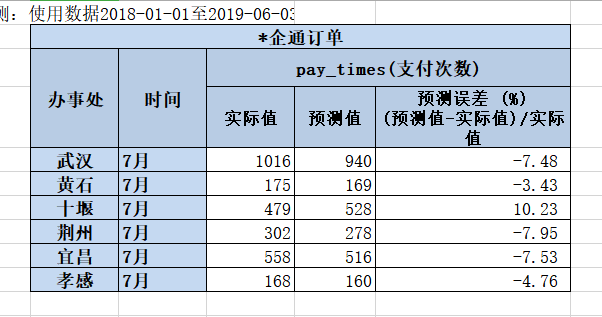 测：使用数据2018-01-01至2019-06-03
*企通订单
办事处 时间 pay_times(支付次数)
实际值 预测值 预测误差 (%)
(预测值-实际值)/实际
值
武汉 7月 1016 940 -7.48
黄石 7月 175 169 -3.43
十堰 7月 479 528 10.23
荆州 7月 302 278 -7.95
宜昌 7月 558 516 -7.53
孝感 7月 168 160 -4.76